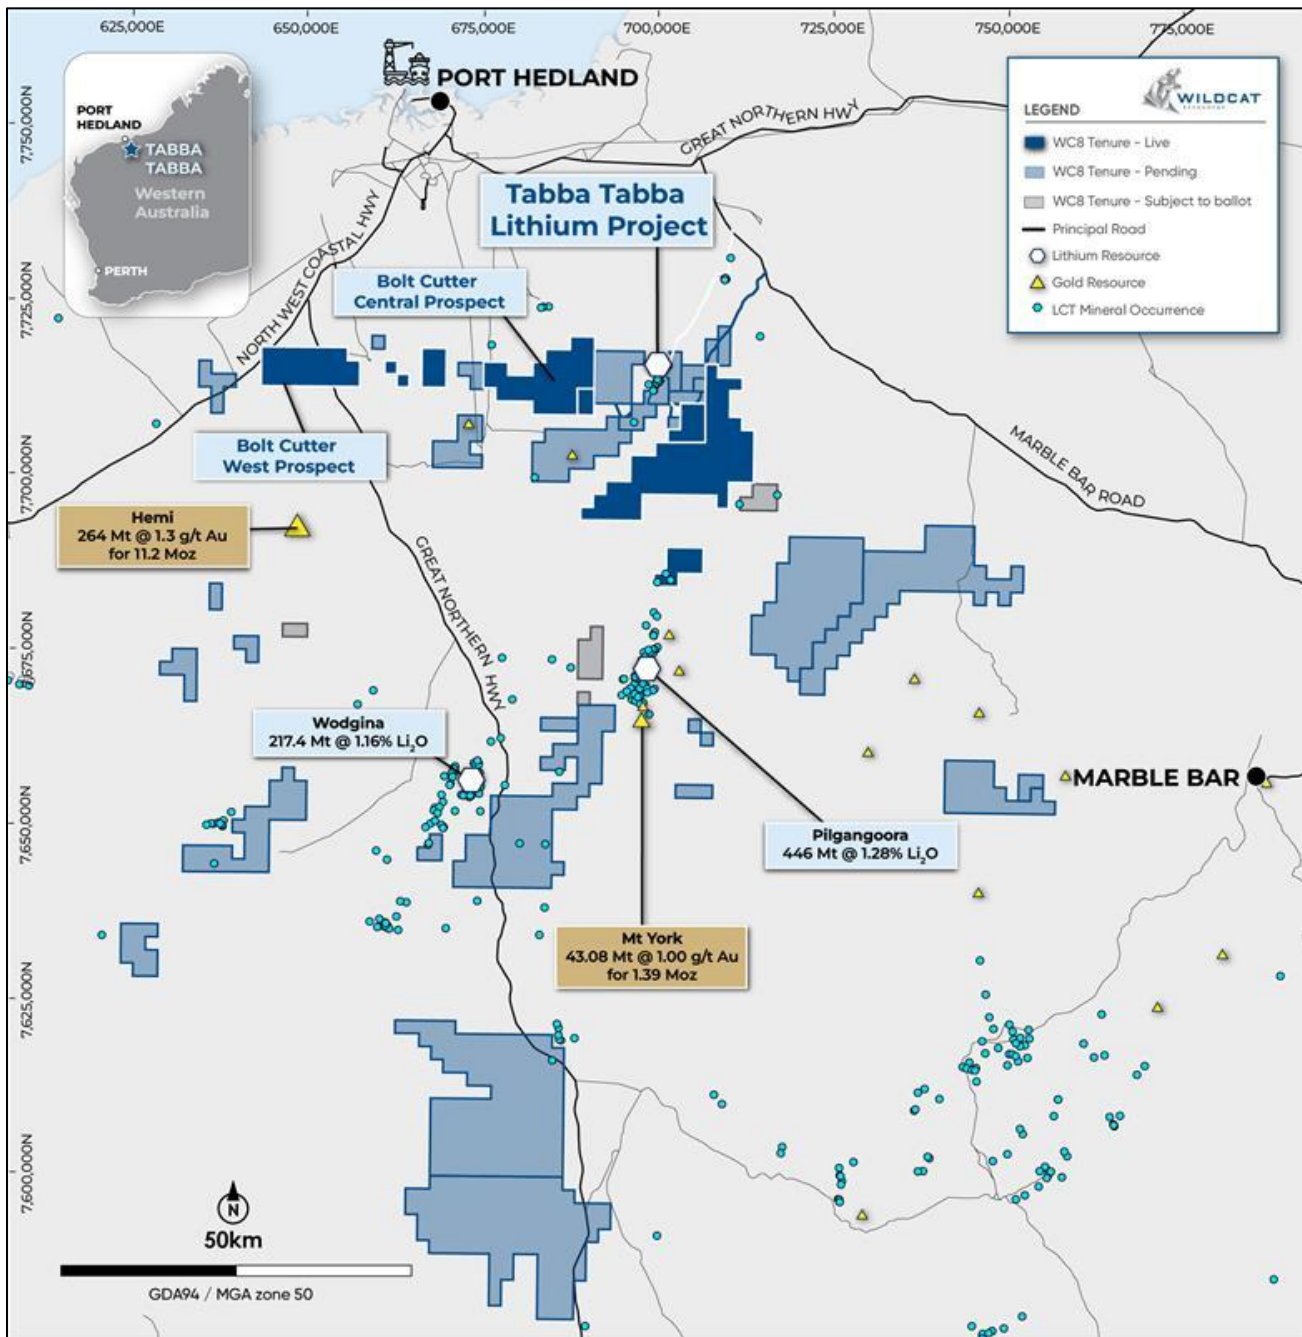 625,000E
650,000E
675,000E
700,000E
725,000E
750,000E
775,000E
7,750,000N
7,725,000N
7,700,000N
7,675,000N
7,650,000N
7,625,000N
7,600,000N
PORT
HEDLAND
TABBA
TABBA
Western
Australia
PERTH
PORT HEDLAND
GREAT NORTHERN HWY
NORTH WEST COASTAL HWY
WILDCAT
RESOURCES
LEGEND
WC8 Tenure - Live
WC8 Tenure - Pending
WC8 Tenure - Subject to ballot
Principal Road
Lithium Resource
Gold Resource
LCT Mineral Occurrence
Tabba Tabba
Lithium Project
Bolt Cutter
Central Prospect
Bolt Cutter
West Prospect
MARBLE BAR ROAD
Hemi
264 Mt @ 1.3 g/t Au
for 11.2 Moz
GREAT NORTHERN HWY
Wodgina
217.4 Mt @ 1.16% Li₂O
MARBLE BAR
Pilgangoora
446 Mt @ 1.28% Li₂O
Mt York
43.08 Mt @ 1.00 g/t Au
for 1.39 Moz
N
50km
GDA94 / MGA zone 50